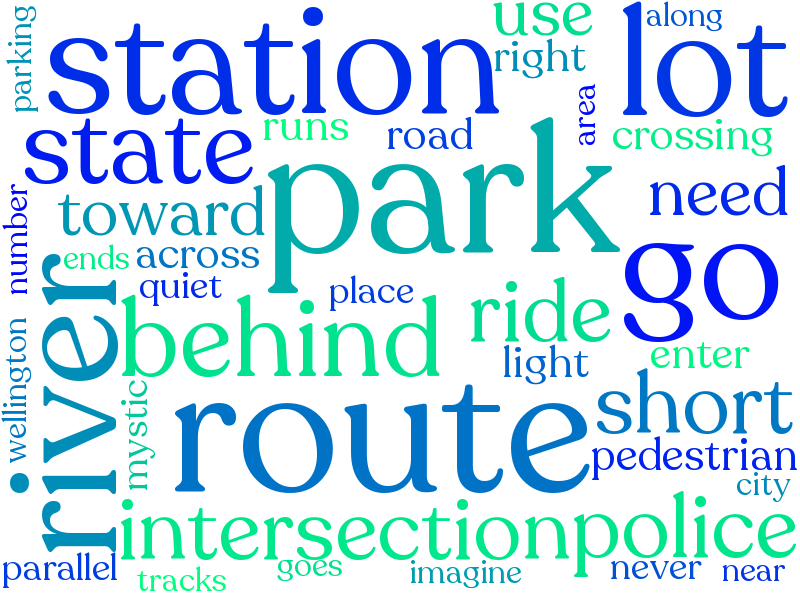 parking
station
use
along
lot
right
area
runs
road
crossing
state
park
need
toward
number
ends
across
quiet
place
go
river
behind
ride
light
enter
wellington
mystic
route
short
pedestrian
city
intersection
police
parallel
tracks
goes
imagine
never
near